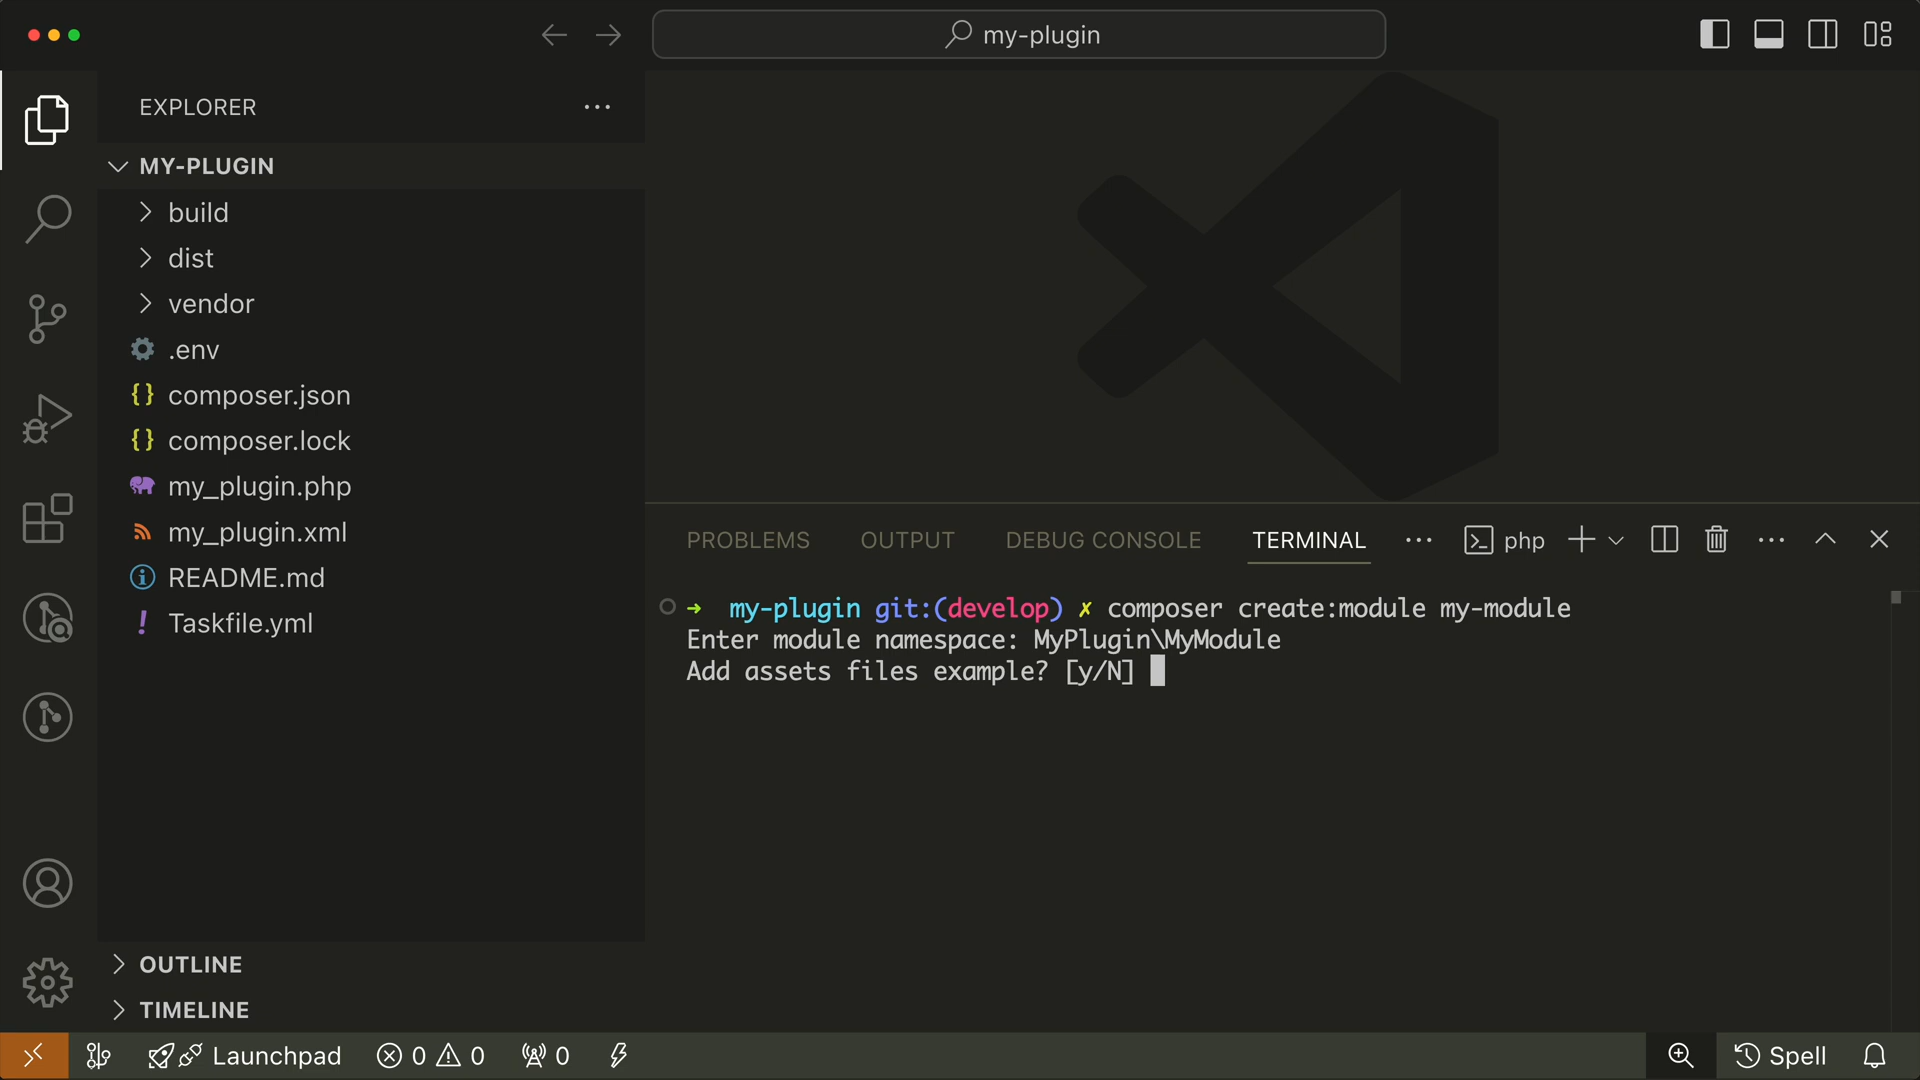 my-plugin
EXPLORER
MY-PLUGIN
build
dist
vendor
.env
composer.json
composer.lock
my_plugin.php
my_plugin.xml
README.md
Taskfile.yml
OUTLINE
TIMELINE
PROBLEMS OUTPUT DEBUG CONSOLE TERMINAL php
➜ my-plugin git:(develop) ✗ composer create:module my-module
Enter module namespace: MyPlugin\MyModule
Add assets files example? [y/N]
Launchpad 0 0 0 Spell